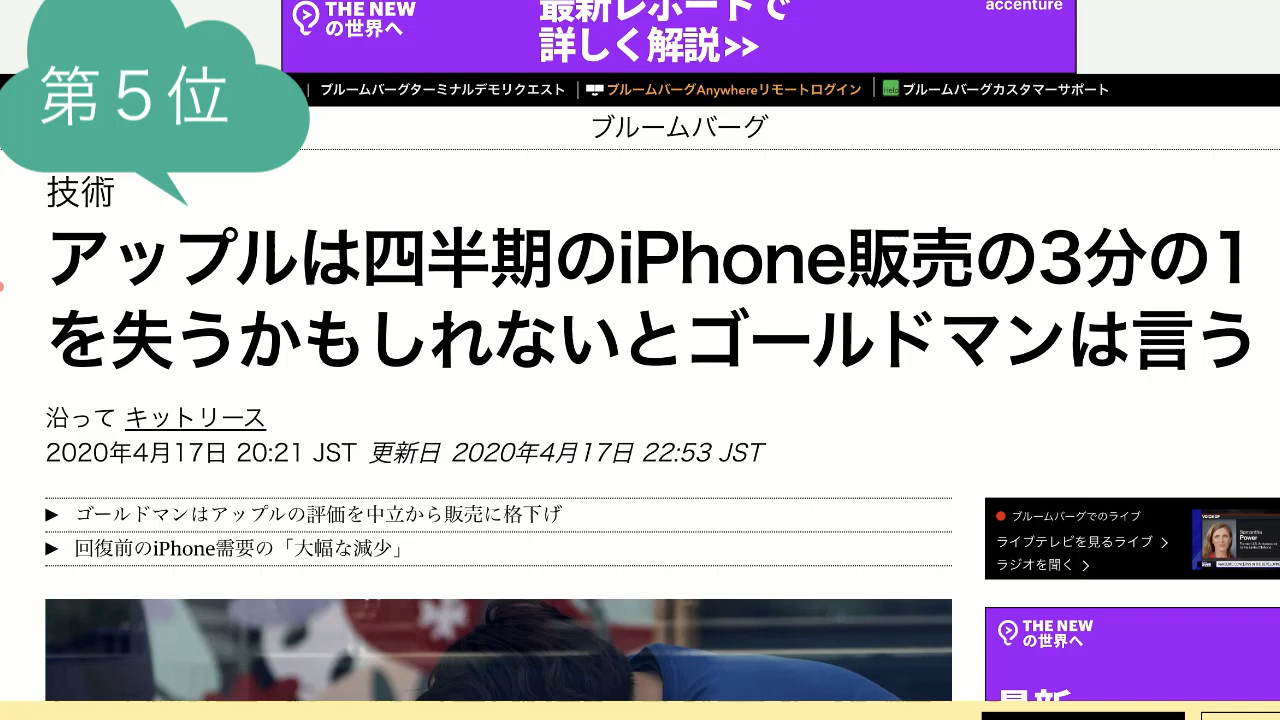 THE NEW
の世界へ
最新レポートで
詳しく解説>>
accenture
第5位
ブルームバーグターミナルデモリクエスト
ブルームバーグAnywhereリモートログイン
Help
ブルームバーグカスタマーサポート
ブルームバーグ
技術
アップルは四半期のiPhone販売の3分の1
を失うかもしれないとゴールドマンは言う
沿って キットリース
2020年4月17日 20:21 JST 更新日 2020年4月17日 22:53 JST
▶ ゴールドマンはアップルの評価を中立から販売に格下げ
▶ 回復前のiPhone需要の「大幅な減少」
ブルームバーグでのライブ
ライブテレビを見るライブ >
ラジオを聞く >
VOICE OF
Samantha
Power
THE NEW
の世界へ
最新